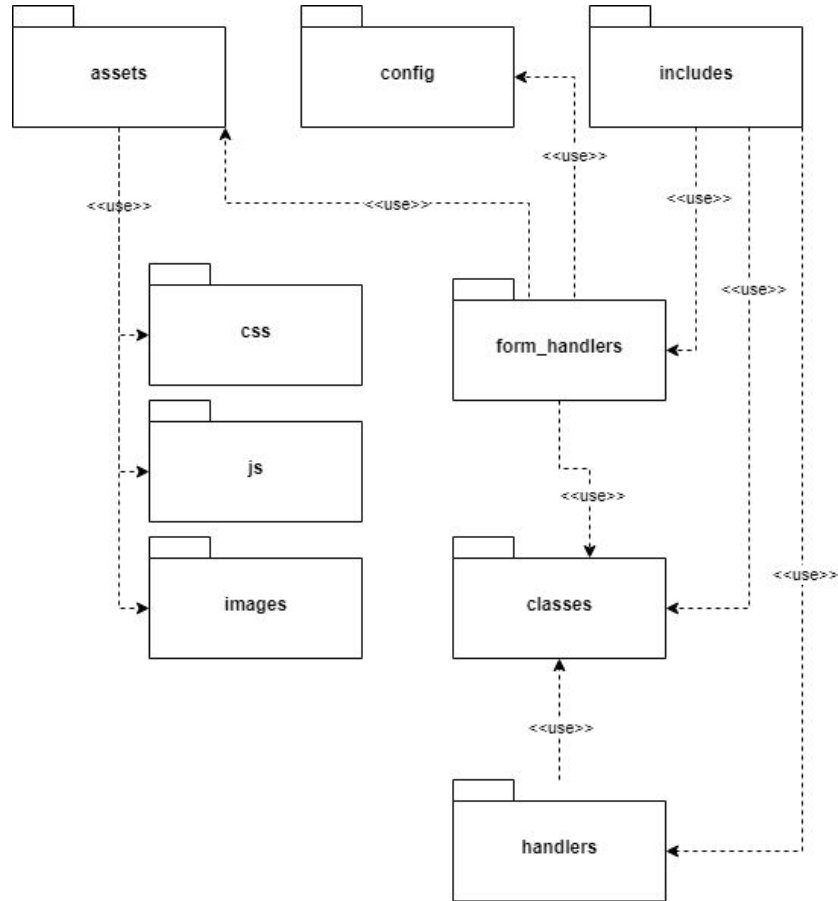 assets
config
includes
<<use>>
<<use>>
<<use>>
<<use>>
<<use>>
css
form_handlers
js
<<use>>
images
classes
<<use>>
<<use>>
handlers